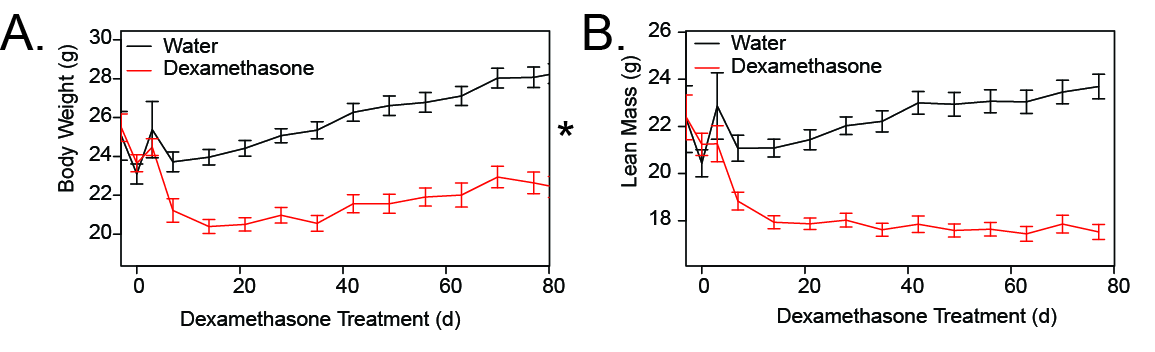 A.
Body Weight (g)
30
28
26
24
22
20
Water
Dexamethasone
0
20
40
60
80
Dexamethasone Treatment (d)
*
B.
Lean Mass (g)
26
24
22
20
18
Water
Dexamethasone
0
20
40
60
80
Dexamethasone Treatment (d)